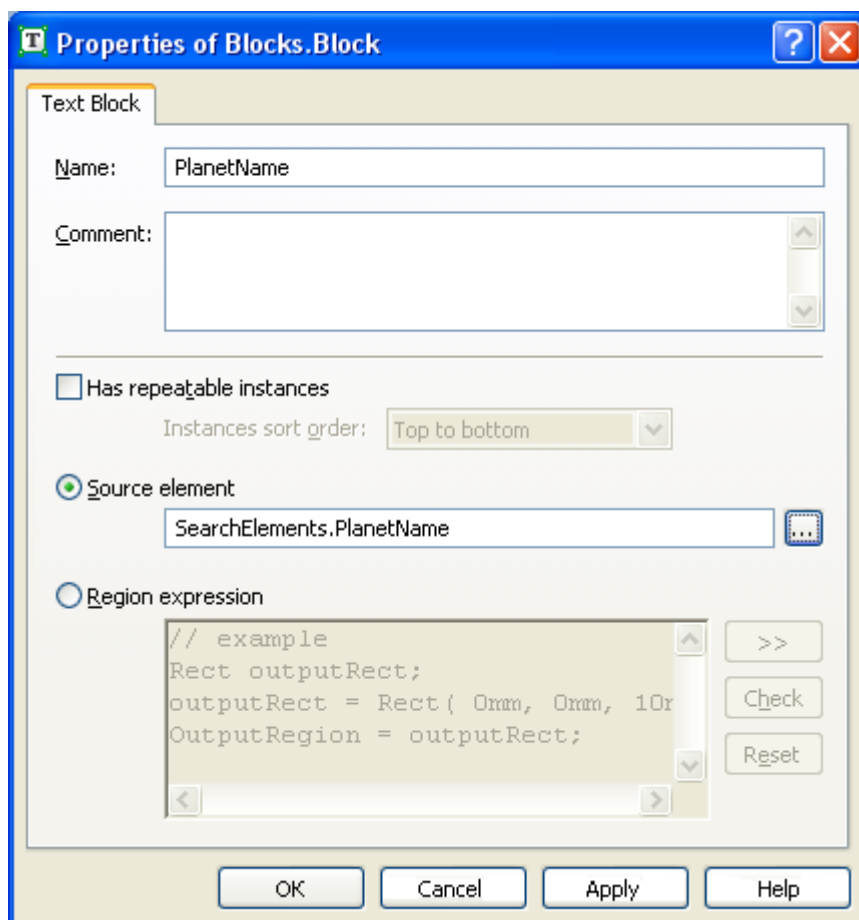 T Properties of Blocks.Block ?
Text Block
Name: PlanetName
Comment:
Has repeatable instances
Instances sort order: Top to bottom
Source element
SearchElements.PlanetName ...
Region expression
// example
Rect outputRect; >>
outputRect = Rect( 0mm, 0mm, Check
OutputRegion = outputRect;
Reset
OK Cancel Apply Help